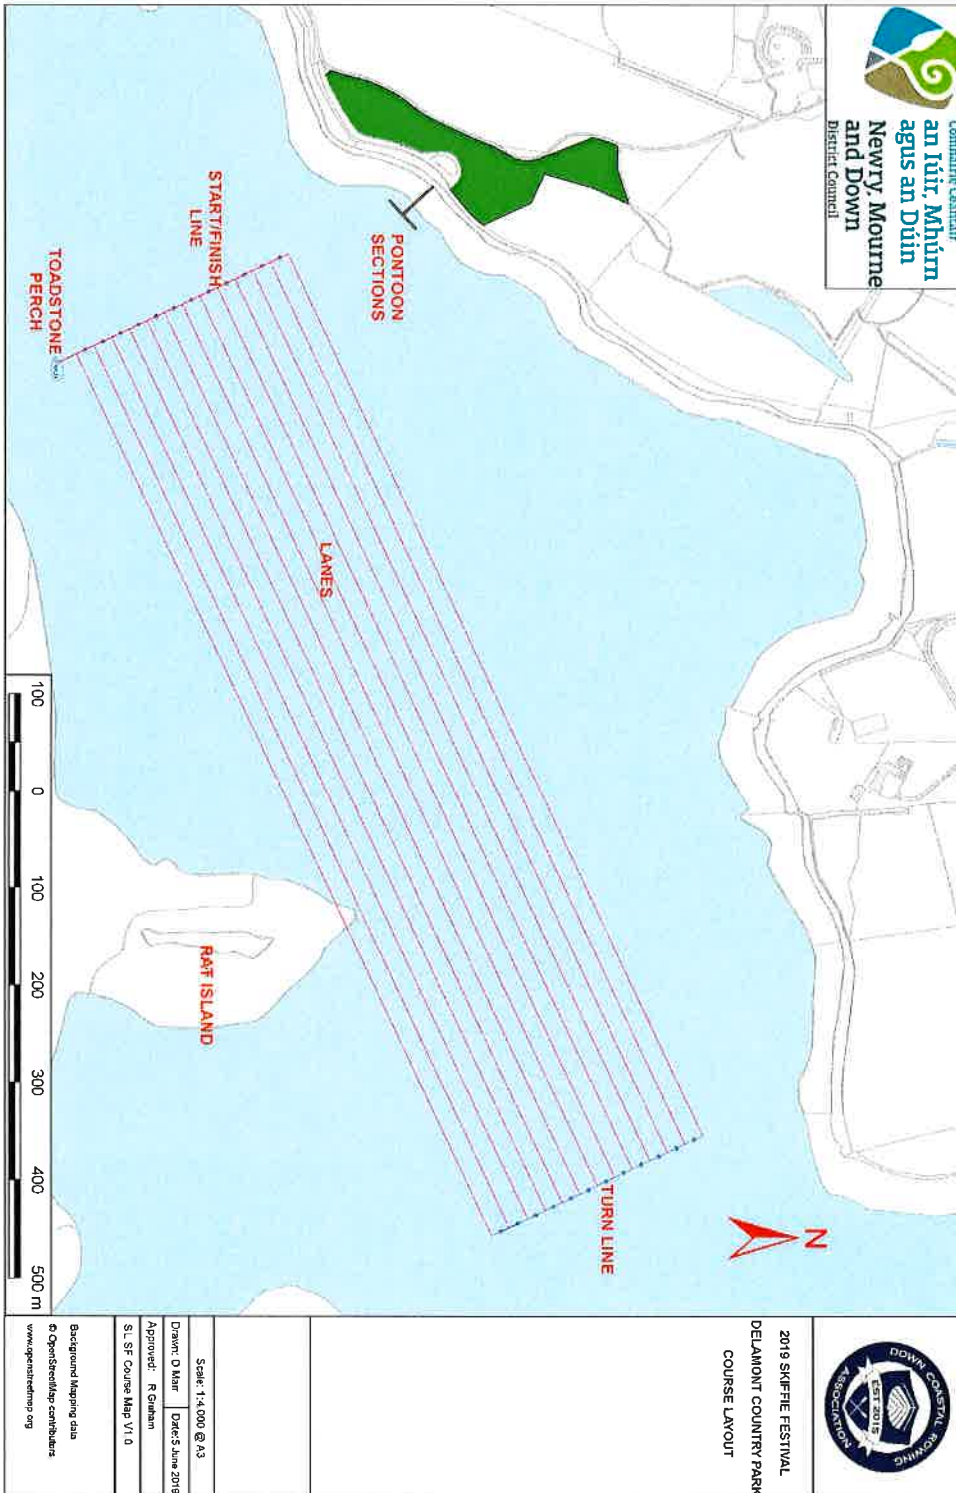 an Iúir, Mhúrn
agus an Dúin
Newry, Mourne
and Down
District Council
PONTOON
SECTIONS
START/FINISH
LINE
TOADSTONE
PERCH
LANES
RAT ISLAND
TURN LINE
N
100 0 100 200 300 400 500 m
DOWN COASTAL ROWING
ASSOCIATION
EST 2015
2019 SKIFFIE FESTIVAL
DELAMONT COUNTRY PARK
COURSE LAYOUT
Scale: 1:4,000 @ A3
Drawn: D Marr Date: 5 June 2019
Approved: R Graham
SL SF Course Map V1.0
Background Mapping data
© OpenStreetMap contributors
www.openstreetmap.org